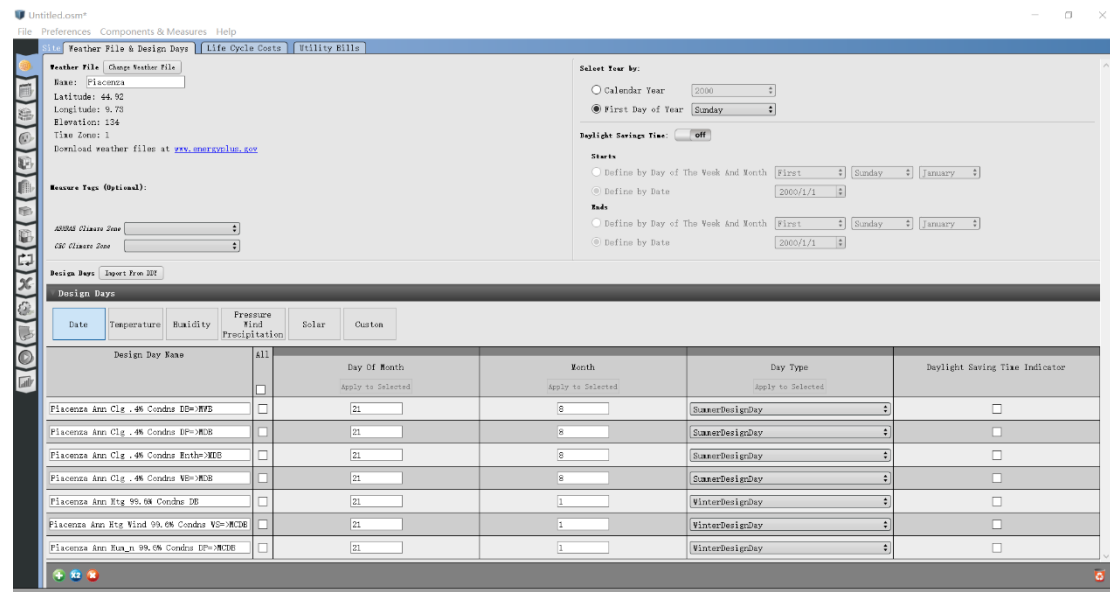 Untitled.osm*
File Preferences Components & Measures Help
Site Weather File & Design Days Life Cycle Costs Utility Bills
Weather File Change Weather File
Name: Piacenza
Latitude: 44.92
Longitude: 9.73
Elevation: 134
Time Zone: 1
Download weather files at www.energyplus.gov
Measure Tags (Optional):
ASHRAE Climate Zone
CEC Climate Zone
Select Year by:
Calendar Year 2000
First Day of Year Sunday
Daylight Savings Time: off
Starts
Define by Day of The Week And Month First Sunday January
Define by Date 2000/1/1
Ends
Define by Day of The Week And Month First Sunday January
Define by Date 2000/1/1
Design Days Import From DDY
Design Days
Date Temperature Humidity Pressure Wind Precipitation Solar Custom
Design Day Name All Day Of Month Month Day Type Daylight Saving Time Indicator
Apply to Selected Apply to Selected Apply to Selected
Piacenza Ann Clg .4% Condns DB=>MWB 21 8 SummerDesignDay
Piacenza Ann Clg .4% Condns DP=>MDB 21 8 SummerDesignDay
Piacenza Ann Clg .4% Condns Enth=>MDB 21 8 SummerDesignDay
Piacenza Ann Clg .4% Condns WB=>MDB 21 8 SummerDesignDay
Piacenza Ann Htg 99.6% Condns DB 21 1 WinterDesignDay
Piacenza Ann Htg Wind 99.6% Condns WS=>MCDB 21 1 WinterDesignDay
Piacenza Ann Hum_n 99.6% Condns DP=>MCDB 21 1 WinterDesignDay
X2